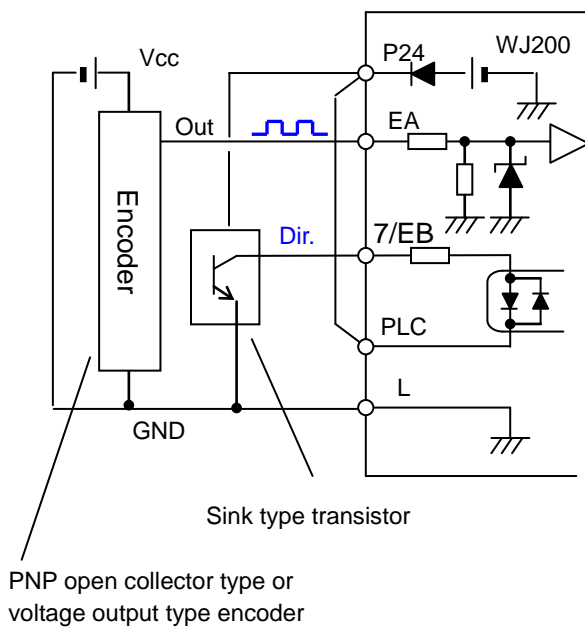 Vcc
P24
WJ200
Out
EA
Encoder
Dir.
7/EB
PLC
L
GND
Sink type transistor
PNP open collector type or
voltage output type encoder